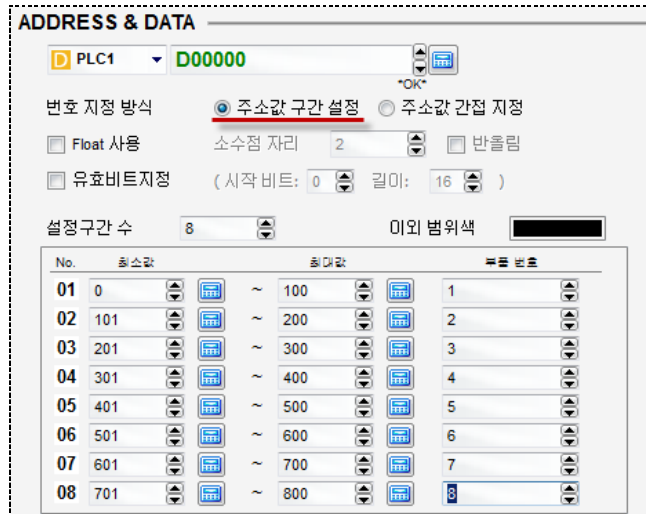 ADDRESS & DATA
D PLC1 D00000
*OK*
번호 지정 방식 주소값 구간 설정 주소값 간접 지정
Float 사용 소수점 자리 2 반올림
유효비트지정 (시작 비트: 0 길이: 16 )
설정구간 수 8 이외 범위색
No. 최소값 최대값 부품 번호
01 0 ~ 100 1
02 101 ~ 200 2
03 201 ~ 300 3
04 301 ~ 400 4
05 401 ~ 500 5
06 501 ~ 600 6
07 601 ~ 700 7
08 701 ~ 800 8